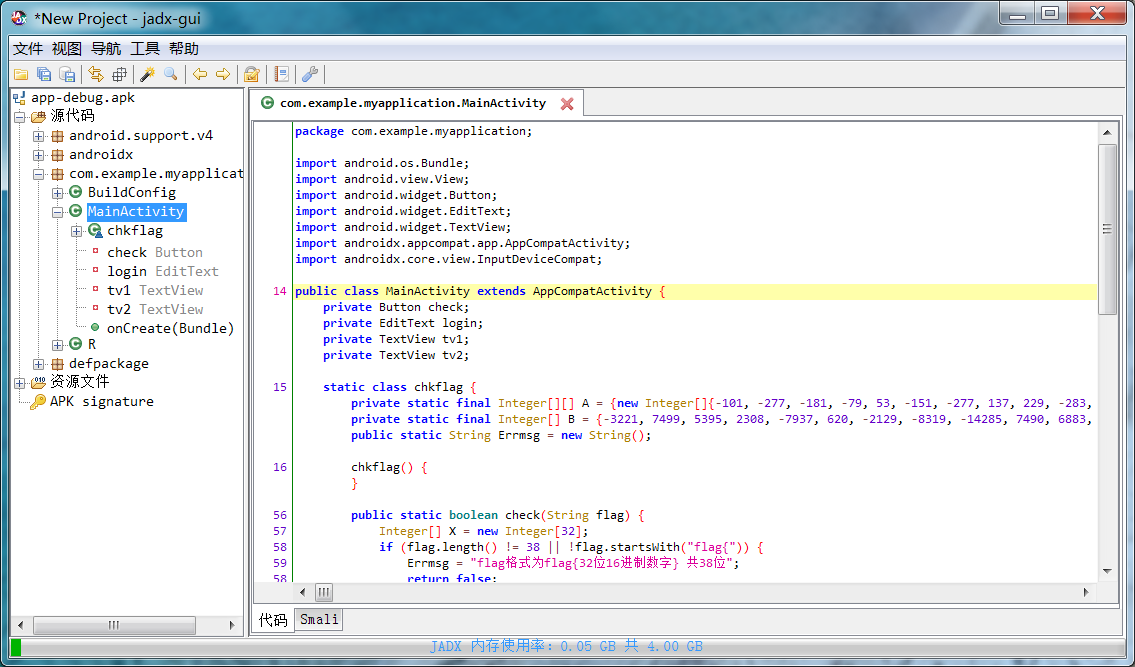 *New Project - jadx-gui
文件 视图 导航 工具 帮助
app-debug.apk
源代码
android.support.v4
androidx
com.example.myapplicat
BuildConfig
MainActivity
chkflag
check Button
login EditText
tv1 TextView
tv2 TextView
onCreate(Bundle)
R
defpackage
资源文件
APK signature
com.example.myapplication.MainActivity
package com.example.myapplication;
import android.os.Bundle;
import android.view.View;
import android.widget.Button;
import android.widget.EditText;
import android.widget.TextView;
import androidx.appcompat.app.AppCompatActivity;
import androidx.core.view.InputDeviceCompat;
14 public class MainActivity extends AppCompatActivity {
private Button check;
private EditText login;
private TextView tv1;
private TextView tv2;
15 static class chkflag {
private static final Integer[][] A = {new Integer[]{-101, -277, -181, -79, 53, -151, -277, 137, 229, -283,
private static final Integer[] B = {-3221, 7499, 5395, 2308, -7937, 620, -2129, -8319, -14285, 7490, 6883,
public static String Errmsg = new String();
16 chkflag() {
}
56 public static boolean check(String flag) {
57 Integer[] X = new Integer[32];
58 if (flag.length() != 38 || !flag.startsWith("flag{")) {
59 Errmsg = "flag格式为flag{32位16进制数字} 共38位";
58 return false;
代码 Smali
JADX 内存使用率: 0.05 GB 共 4.00 GB